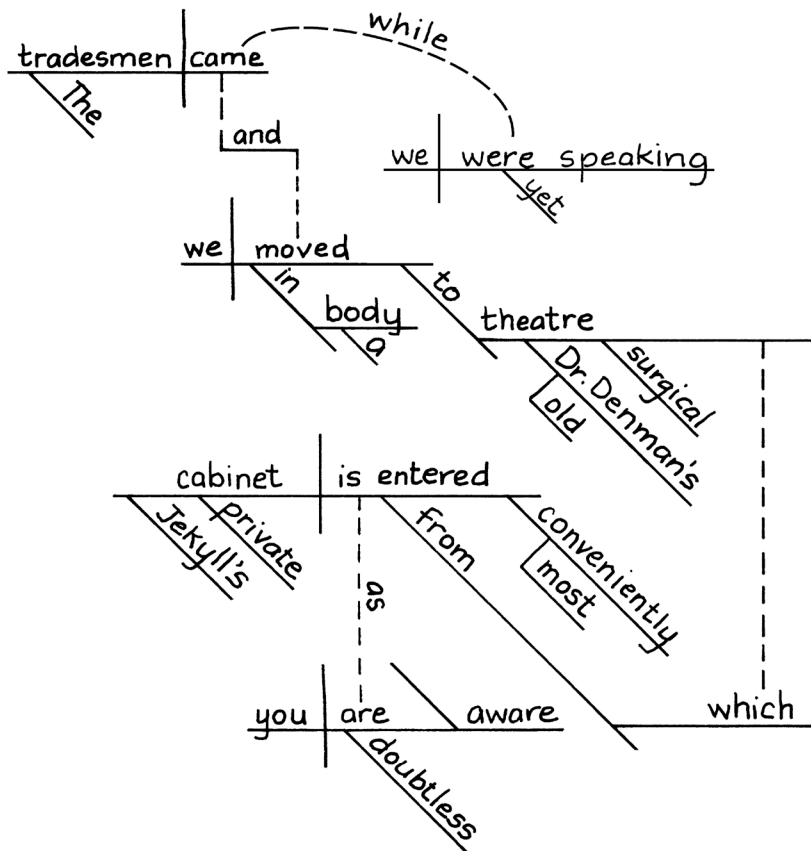 while
tradesmen came
The
and
we were speaking
yet
we moved
in
to
body
a
theatre
Dr. Denman's
surgical
old
cabinet is entered
Jekyll's
private
from
conveniently
most
as
you are aware
which
doubtless